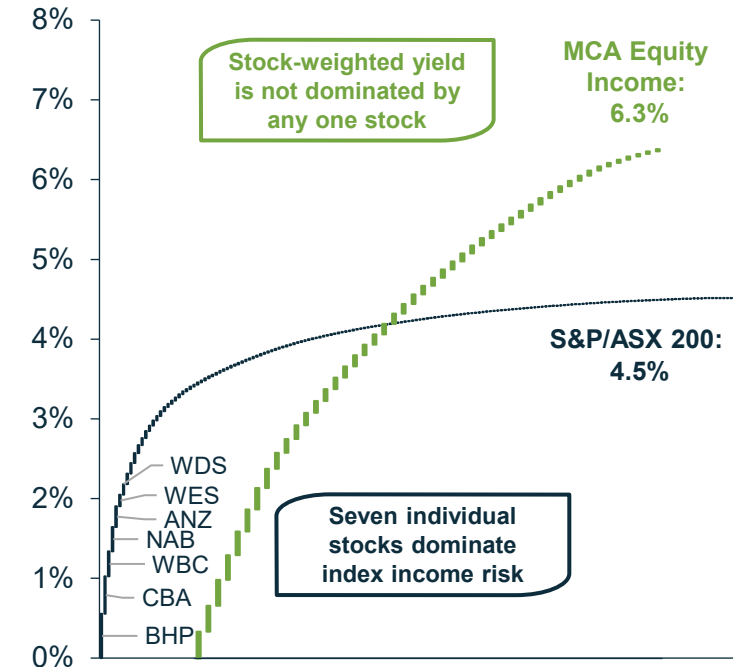 8%
7%
6%
5%
4%
3%
2%
1%
0%
Stock-weighted yield
is not dominated by
any one stock
MCA Equity
Income:
6.3%
S&P/ASX 200:
4.5%
WDS
WES
ANZ
NAB
WBC
CBA
BHP
Seven individual
stocks dominate
index income risk